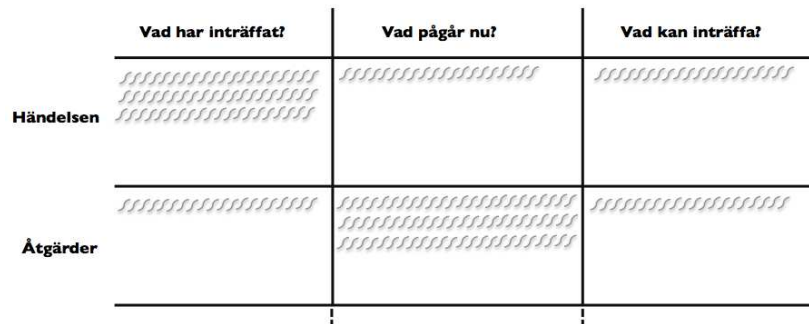 Vad har inträffat?
Vad pågår nu?
Vad kan inträffa?
Händelsen
Åtgärder